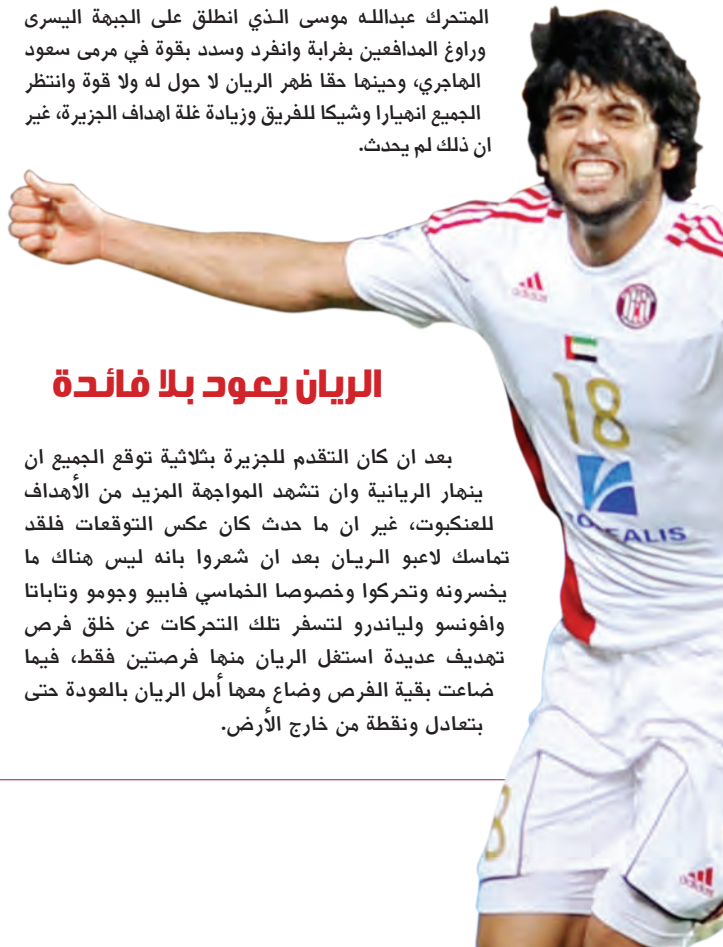 المتحرك عبدالله موسى الذي انطلق على الجبهة اليسرى
وراوغ المدافعين بغرابة وانفرد وسدد بقوة في مرمى سعود
الهاجري، وحينها حقا ظهر الريان لا حول له ولا قوة وانتظر
الجميع انهيارا وشيكا للفريق وزيادة غلة اهداف الجزيرة، غير
ان ذلك لم يحدث.
الريان يعود بلا فائدة
بعد ان كان التقدم للجزيرة بثلاثية توقع الجميع ان
ينهار الريانية وان تشهد المواجهة المزيد من الأهداف
للعنكبوت، غير ان ما حدث كان عكس التوقعات فلقد
تماسك لاعبو الريان بعد ان شعروا بانه ليس هناك ما
يخسرونه وتحركوا وخصوصا الخماسي فابيو وجومو وتاباتا
وافونسو ولياندرو لتسفر تلك التحركات عن خلق فرص
تهديف عديدة استغل الريان منها فرصتين فقط، فيما
ضاعت بقية الفرص وضاع معها أمل الريان بالعودة حتى
بتعادل ونقطة من خارج الأرض.
adidas
18
EALIS
8
adidas